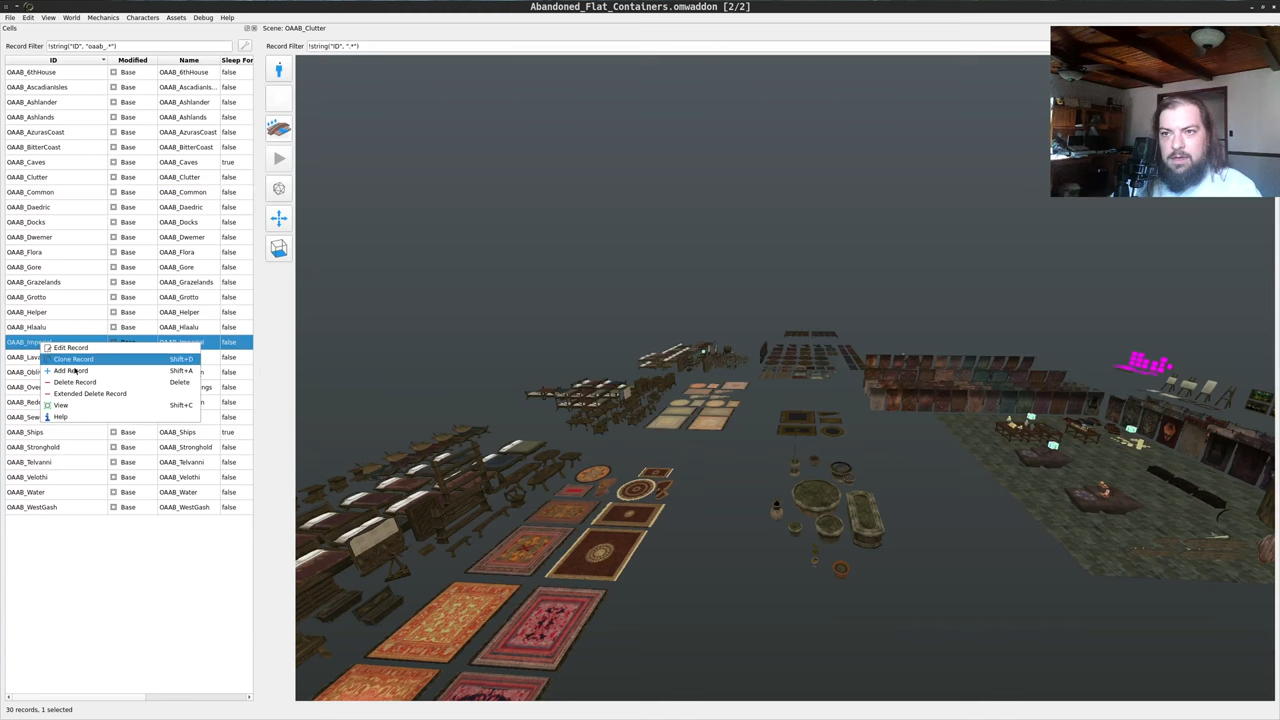 Abandoned_Flat_Containers.omwaddon [2/2]
File Edit View World Mechanics Characters Assets Debug Help
Cells
Scene: OAAB_Clutter
Record Filter !string("ID", "oaab_.*")
Record Filter !string("ID", ".*")
ID Modified Name Sleep For
OAAB_6thHouse Base OAAB_6thHouse false
OAAB_AscadianIsles Base OAAB_AscadianIs... false
OAAB_Ashlander Base OAAB_Ashlander false
OAAB_Ashlands Base OAAB_Ashlands false
OAAB_AzurasCoast Base OAAB_AzurasCoast false
OAAB_BitterCoast Base OAAB_BitterCoast false
OAAB_Caves Base OAAB_Caves true
OAAB_Clutter Base OAAB_Clutter false
OAAB_Common Base OAAB_Common false
OAAB_Daedric Base OAAB_Daedric false
OAAB_Docks Base OAAB_Docks false
OAAB_Dwemer Base OAAB_Dwemer false
OAAB_Flora Base OAAB_Flora false
OAAB_Gore Base OAAB_Gore false
OAAB_Grazelands Base OAAB_Grazelands false
OAAB_Grotto Base OAAB_Grotto false
OAAB_Helper Base OAAB_Helper false
OAAB_Hlaalu Base OAAB_Hlaalu false
false
Edit Record
Clone Record Shift+D
false
Add Record Shift+A
false
Delete Record Delete
false
Extended Delete Record
View Shift+C
false
Help
false
OAAB_Ships Base OAAB_Ships true
OAAB_Stronghold Base OAAB_Stronghold false
OAAB_Telvanni Base OAAB_Telvanni false
OAAB_Velothi Base OAAB_Velothi false
OAAB_Water Base OAAB_Water false
OAAB_WestGash Base OAAB_WestGash false
30 records, 1 selected